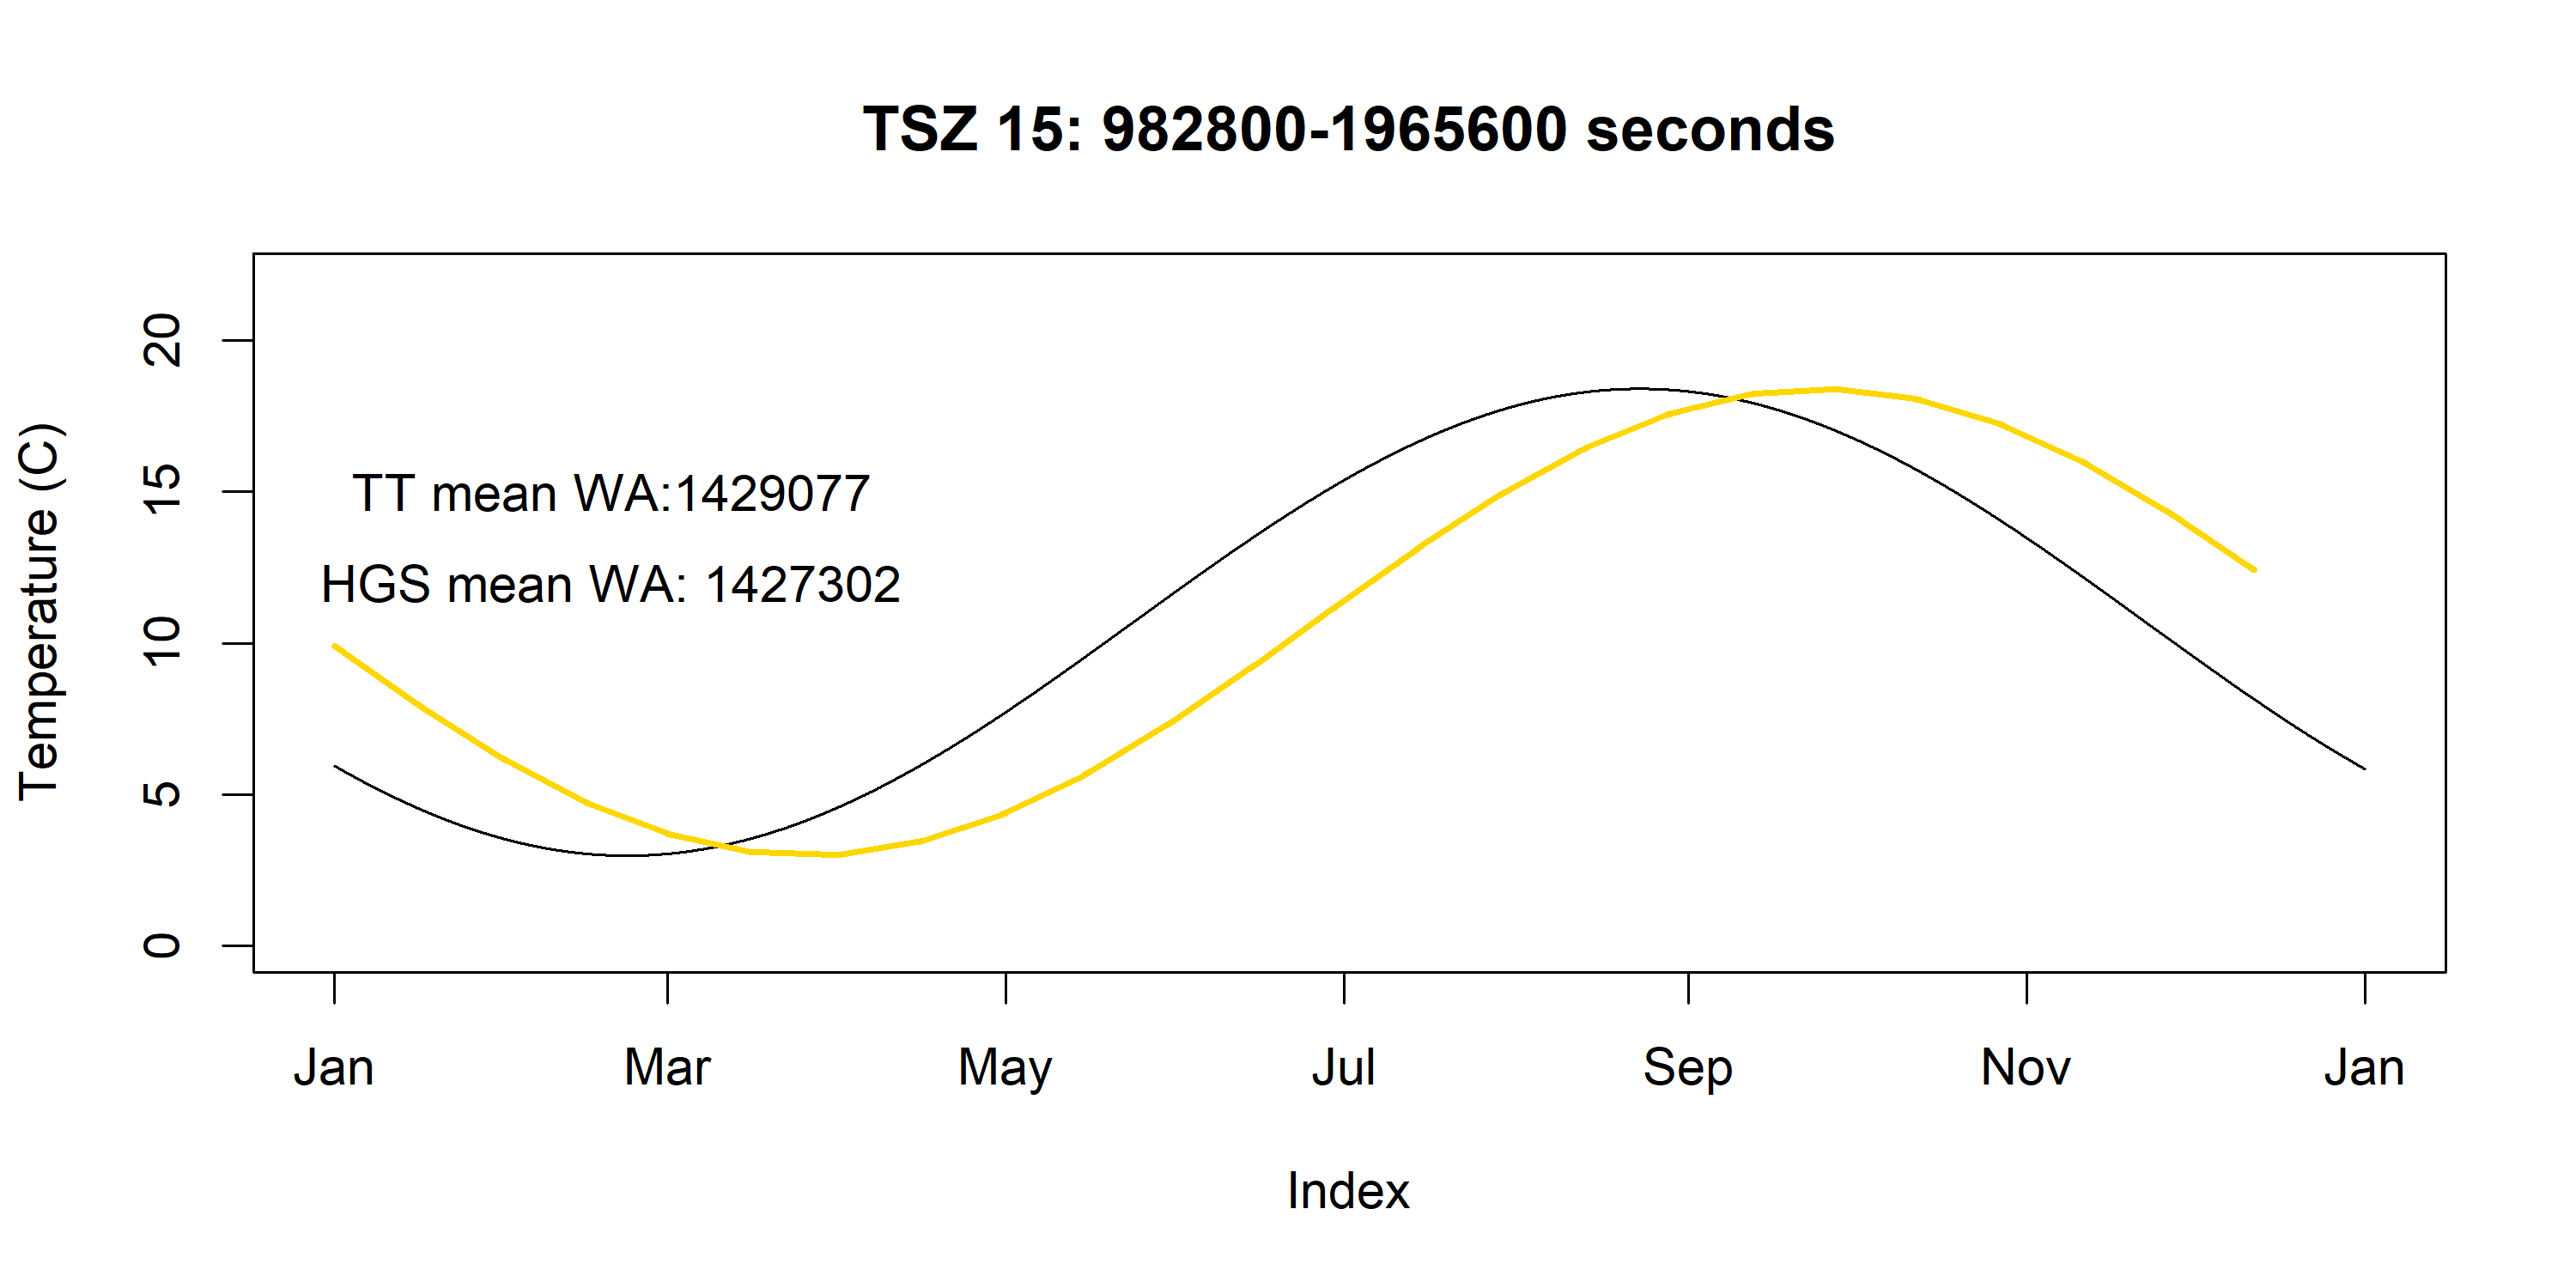 TSZ 15: 982800-1965600 seconds
Temperature (C)
20
15
10
5
0
TT mean WA:1429077
HGS mean WA: 1427302
Jan Mar May Jul Sep Nov Jan
Index